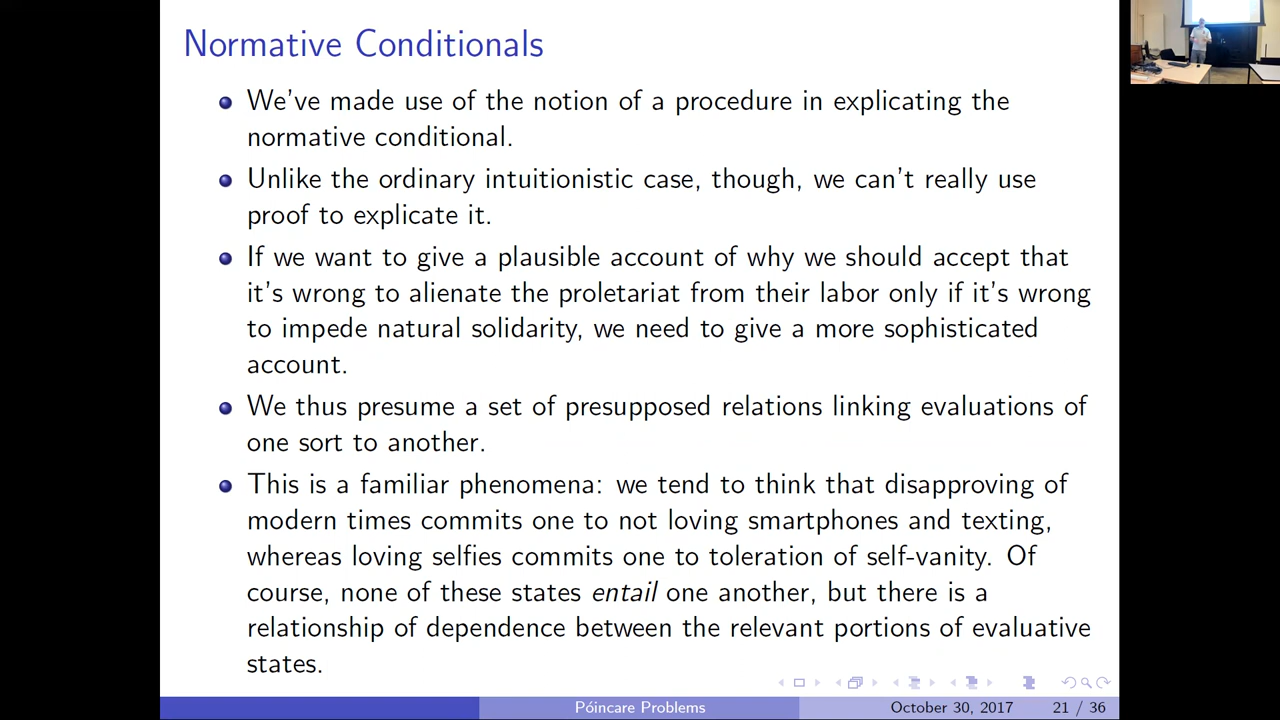 Normative Conditionals
We've made use of the notion of a procedure in explicating the
normative conditional.
Unlike the ordinary intuitionistic case, though, we can't really use
proof to explicate it.
If we want to give a plausible account of why we should accept that
it's wrong to alienate the proletariat from their labor only if it's wrong
to impede natural solidarity, we need to give a more sophisticated
account.
We thus presume a set of presupposed relations linking evaluations of
one sort to another.
This is a familiar phenomena: we tend to think that disapproving of
modern times commits one to not loving smartphones and texting,
whereas loving selfies commits one to toleration of self-vanity. Of
course, none of these states entail one another, but there is a
relationship of dependence between the relevant portions of evaluative
states.
Póincare Problems
October 30, 2017
21 / 36